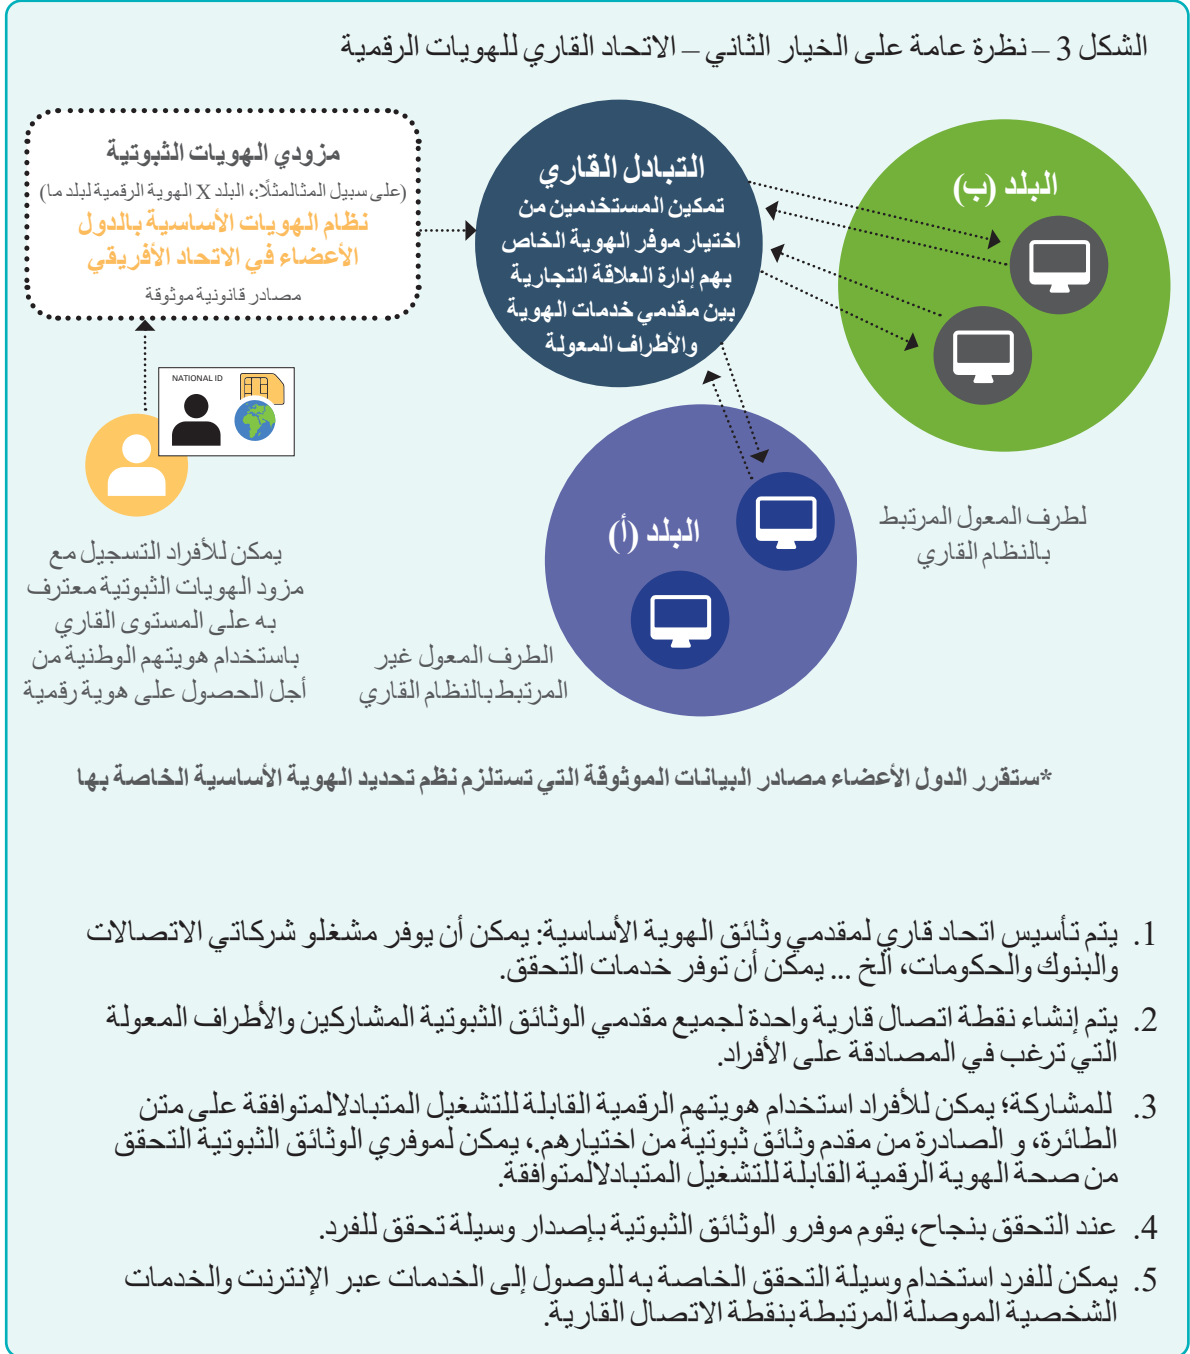 الشكل 3 – نظرة عامة على الخيار الثاني – الاتحاد القاري للهويات الرقمية
مزودي الهويات الثبوتية
(على سبيل المثالمثلًا:، البلد X الهوية الرقمية لبلد ما)
نظام الهويات الأساسية بالدول
الأعضاء في الاتحاد الأفريقي
مصادر قانونية موثوقة
التبادل القاري
تمكين المستخدمين من
اختيار موفر الهوية الخاص
بهم إدارة العلاقة التجارية
بين مقدمي خدمات الهوية
والأطراف المعولة
البلد (ب)
NATIONAL ID
البلد (أ)
لطرف المعول المرتبط
بالنظام القاري
يمكن للأفراد التسجيل مع
مزود الهويات الثبوتية معترف
به على المستوى القاري
باستخدام هويتهم الوطنية من
أجل الحصول على هوية رقمية
الطرف المعول غير
المرتبط بالنظام القاري
*ستقرر الدول الأعضاء مصادر البيانات الموثوقة التي تستلزم نظم تحديد الهوية الأساسية الخاصة بها
1. يتم تأسيس اتحاد قاري لمقدمي وثائق الهوية الأساسية: يمكن أن يوفر مشغلو شركاتي الاتصالات
والبنوك والحكومات، الخ ... يمكن أن توفر خدمات التحقق.
2. يتم إنشاء نقطة اتصال قارية واحدة لجميع مقدمي الوثائق الثبوتية المشاركين والأطراف المعولة
التي ترغب في المصادقة على الأفراد.
3. للمشاركة؛ يمكن للأفراد استخدام هويتهم الرقمية القابلة للتشغيل المتبادلالمتوافقة على متن
الطائرة، و الصادرة من مقدم وثائق ثبوتية من اختيارهم.، يمكن لموفري الوثائق الثبوتية التحقق
من صحة الهوية الرقمية القابلة للتشغيل المتبادلالمتوافقة.
4. عند التحقق بنجاح، يقوم موفرو الوثائق الثبوتية بإصدار وسيلة تحقق للفرد.
5. يمكن للفرد استخدام وسيلة التحقق الخاصة به للوصول إلى الخدمات عبر الإنترنت والخدمات
الشخصية الموصلة المرتبطة بنقطة الاتصال القارية.